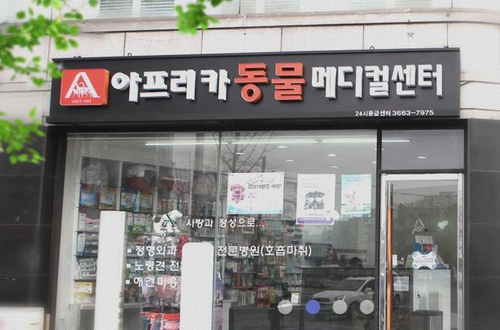 아프리카동물메디컬센터
24시응급센터 3663-7975
사랑과 정성으로...
▪ 정형외과 전문병원(호흡마취)
▪ 노령견 전
▪ 애견 미용